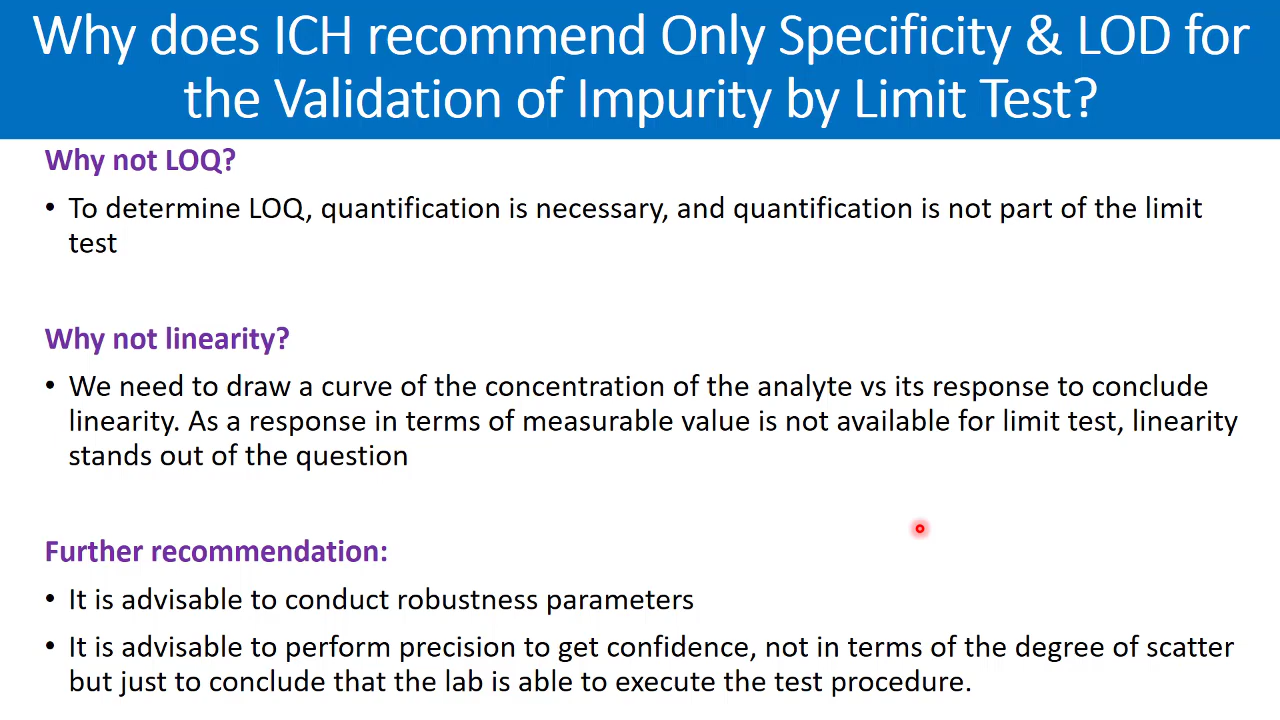 Why does ICH recommend Only Specificity & LOD for
the Validation of Impurity by Limit Test?
Why not LOQ?
• To determine LOQ, quantification is necessary, and quantification is not part of the limit
test
Why not linearity?
• We need to draw a curve of the concentration of the analyte vs its response to conclude
linearity. As a response in terms of measurable value is not available for limit test, linearity
stands out of the question
Further recommendation:
• It is advisable to conduct robustness parameters
• It is advisable to perform precision to get confidence, not in terms of the degree of scatter
but just to conclude that the lab is able to execute the test procedure.